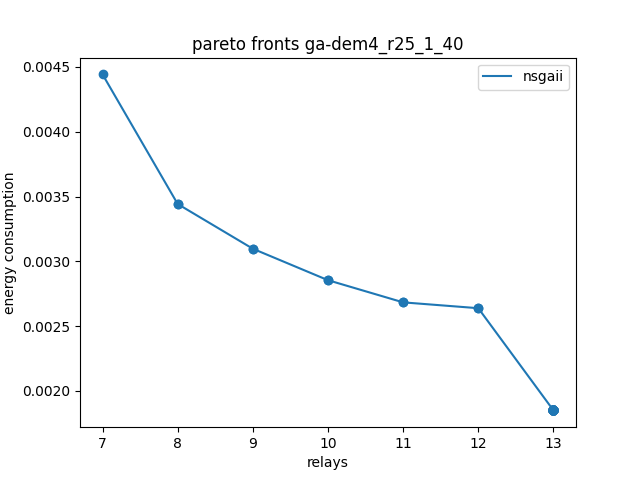 pareto fronts ga-dem4_r25_1_40
nsgaii
0.0045
0.0040
0.0035
0.0030
0.0025
0.0020
energy consumption
7 8 9 10 11 12 13
relays